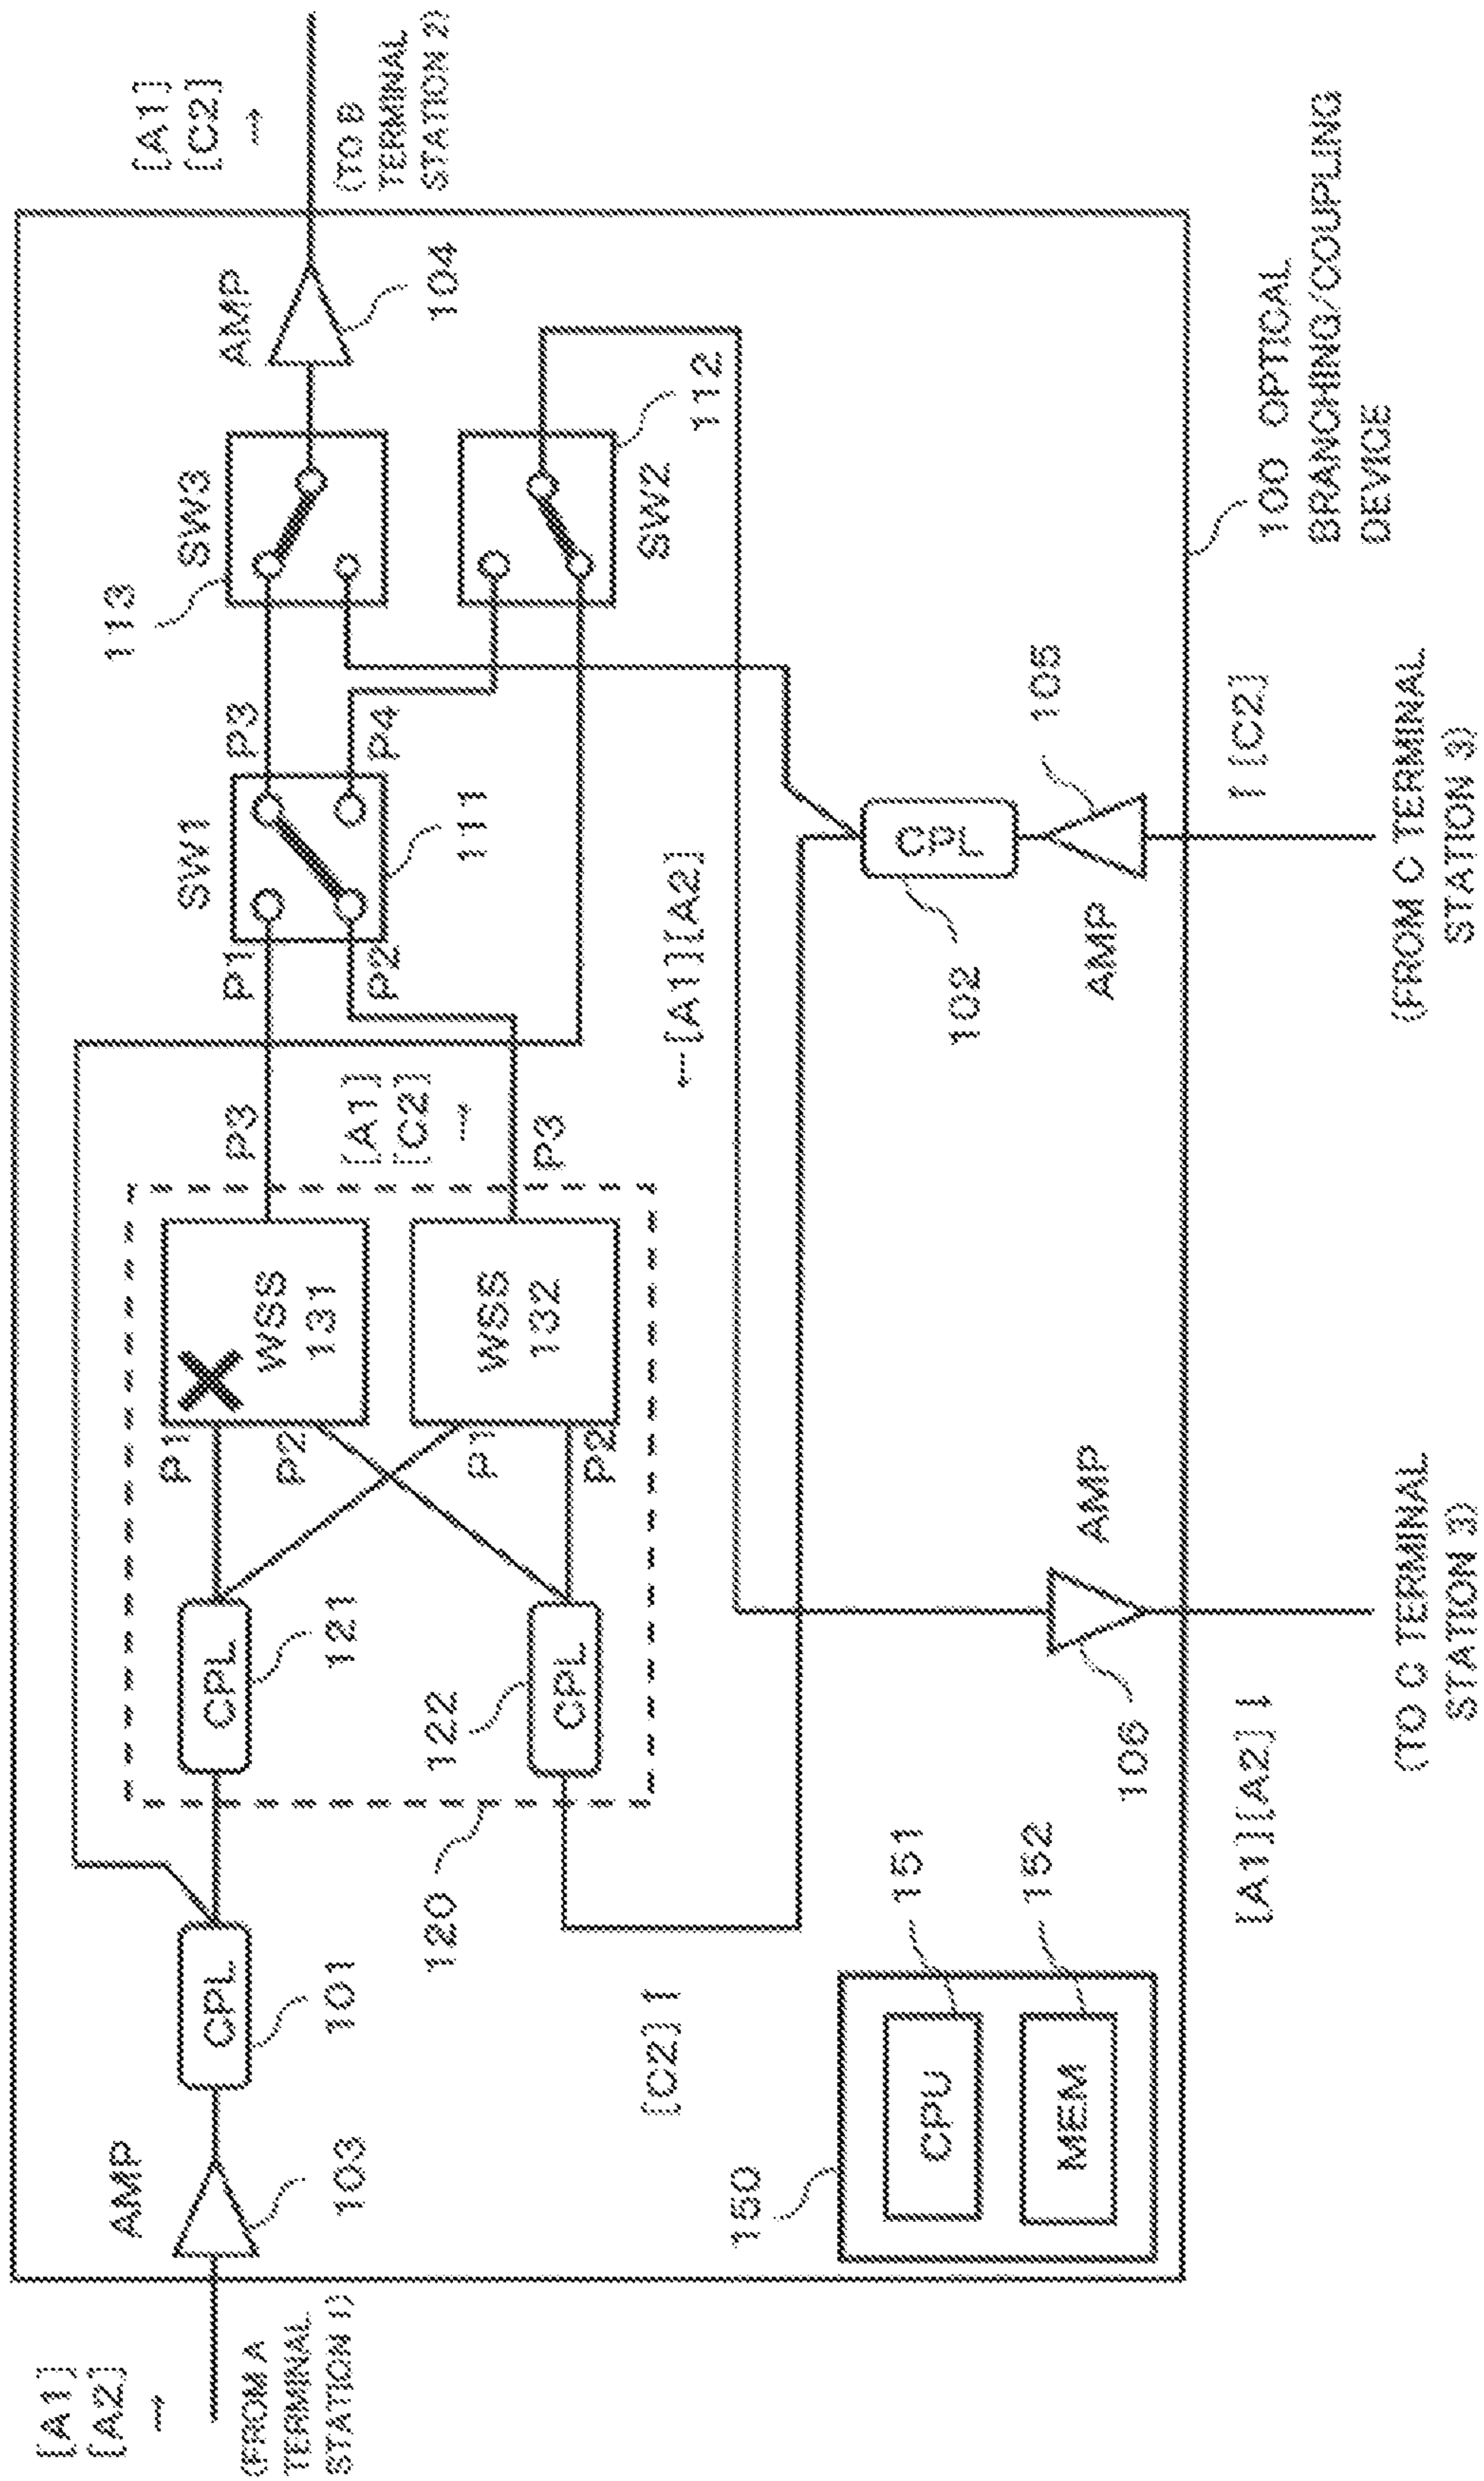 [A1]
[A2]
→
(FROM A
TERMINAL
STATION 1)
AMP
103
CPL
101
120
CPL
121
CPL
122
P1
P2
P1
P2
WSS
131
WSS
132
P3
P3
[A1]
[C2]
→
P1
P2
SW1
111
P3
P4
113
SW3
SW2
112
AMP
104
[A1]
[C2]
→
(TO B
TERMINAL
STATION 2)
←[A1][A2]
[C2]↑
150
CPU
151
MEM
152
106
AMP
[A1][A2]↓
(TO C TERMINAL
STATION 3)
CPL
102
AMP
105
↑[C2]
(FROM C TERMINAL
STATION 3)
100 OPTICAL
BRANCHING/COUPLING
DEVICE